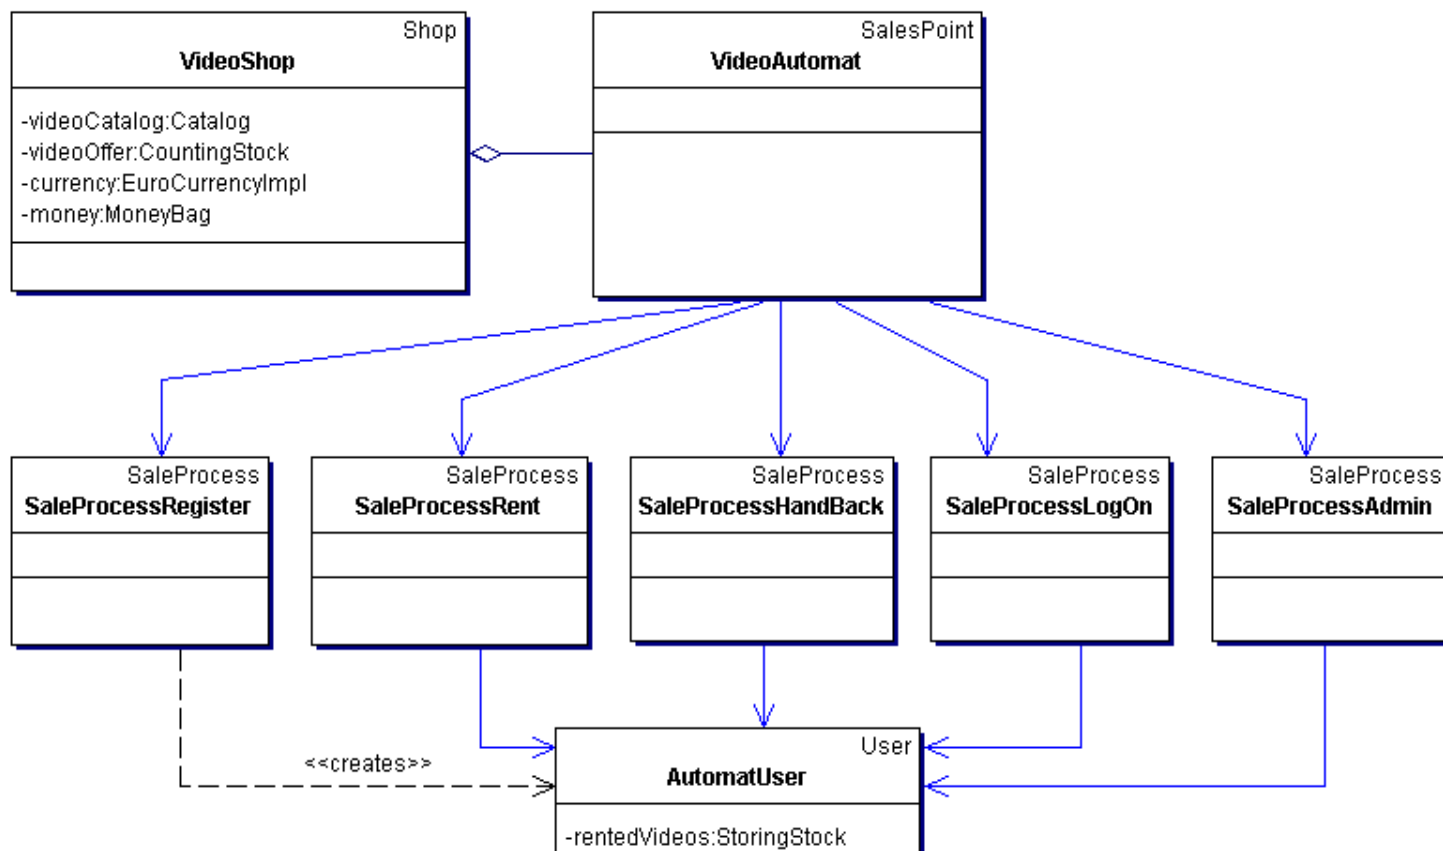 Shop
VideoShop
-videoCatalog:Catalog
-videoOffer:CountingStock
-currency:EuroCurrencyImpl
-money:MoneyBag
SalesPoint
VideoAutomat
SaleProcess
SaleProcessRegister
SaleProcess
SaleProcessRent
SaleProcess
SaleProcessHandBack
SaleProcess
SaleProcessLogOn
SaleProcess
SaleProcessAdmin
<<creates>>
User
AutomatUser
-rentedVideos:StoringStock